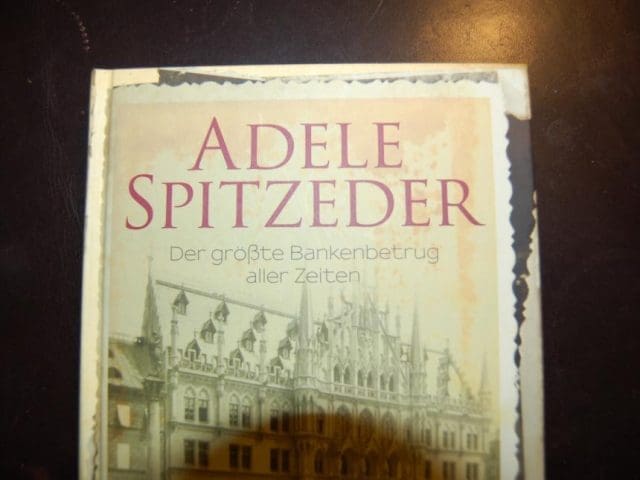 ADELE
SPITZEDER
Der größte Bankenbetrug
aller Zeiten